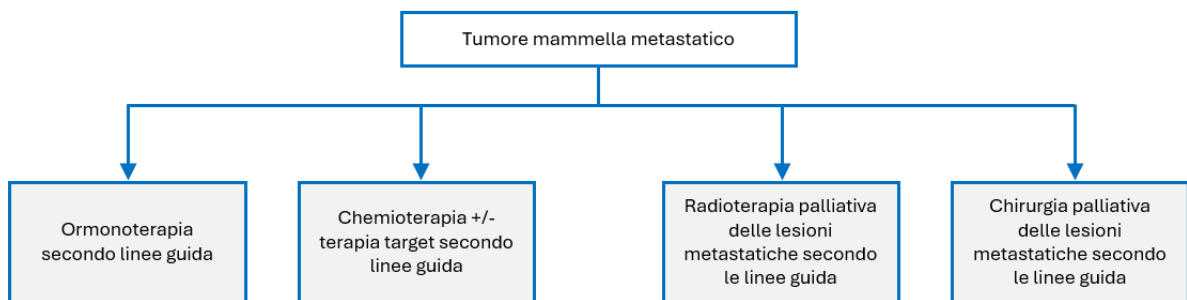 Tumore mammella metastatico
Ormonoterapia
secondo linee guida
Chemioterapia +/-
terapia target secondo
linee guida
Radioterapia palliativa
delle lesioni
metastatiche secondo
le linee guida
Chirurgia palliativa
delle lesioni
metastatiche secondo
le linee guida